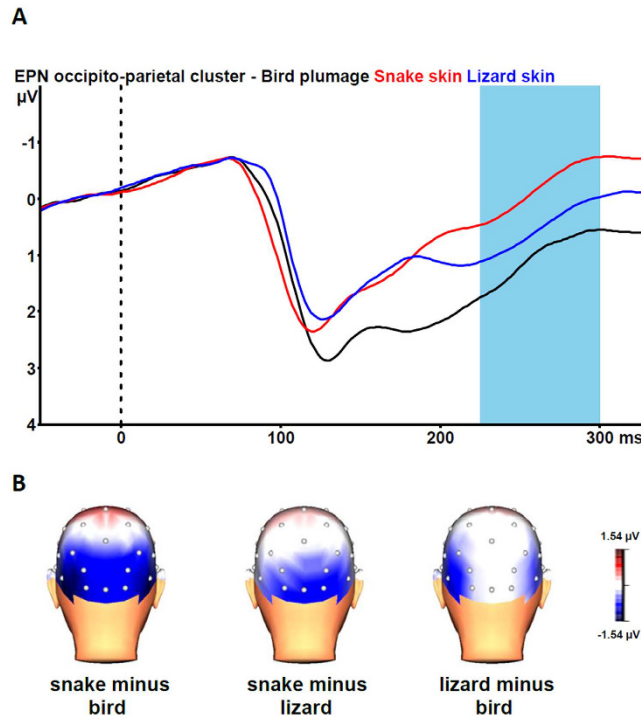 A
EPN occipito-parietal cluster - Bird plumage Snake skin Lizard skin
µV
-1
0
1
2
3
4
0 100 200 300 ms
B
1.54 µV
-1.54 µV
snake minus bird
snake minus lizard
lizard minus bird